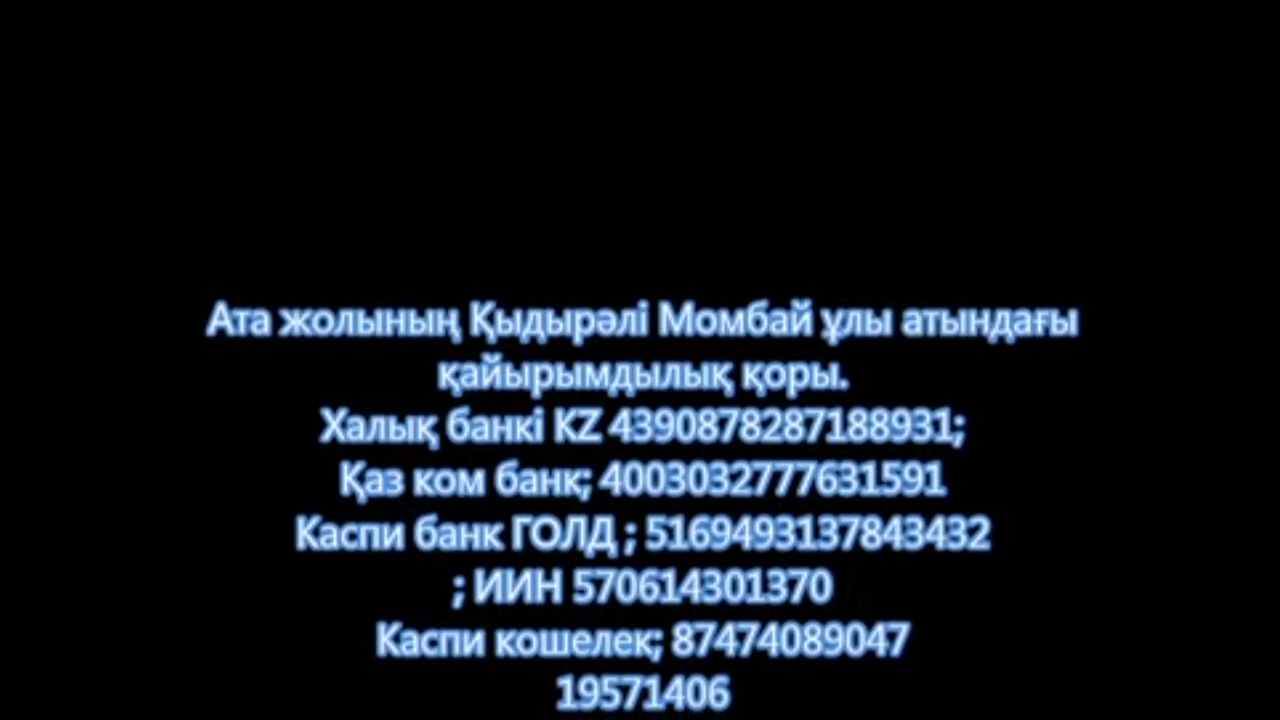 Ата жолының Қыдырәлі Момбай ұлы атындағы
қайырымдылық қоры.
Халық банкі KZ 4390878287188931;
Қаз ком банк; 4003032777631591
Каспи банк ГОЛД ; 5169493137843432
; ИИН 570614301370
Каспи кошелек; 87474089047
19571406